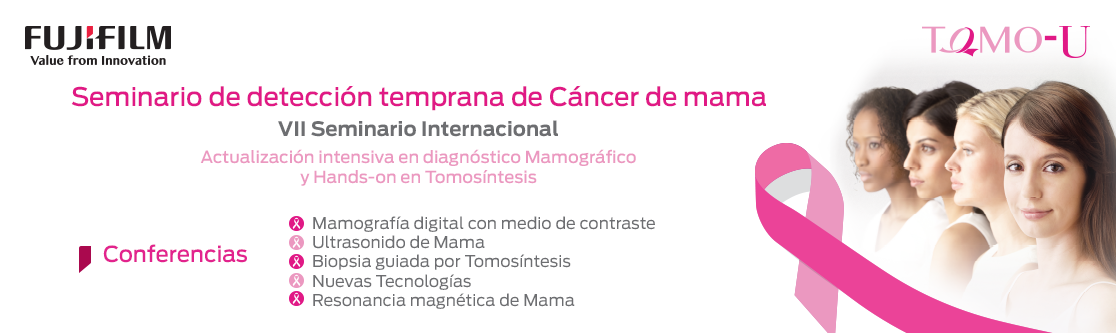 FUJIFILM
Value from Innovation
TOMO-U
Seminario de detección temprana de Cáncer de mama
VII Seminario Internacional
Actualización intensiva en diagnóstico Mamográfico
y Hands-on en Tomosíntesis
Conferencias
Mamografía digital con medio de contraste
Ultrasonido de Mama
Biopsia guiada por Tomosíntesis
Nuevas Tecnologías
Resonancia magnética de Mama